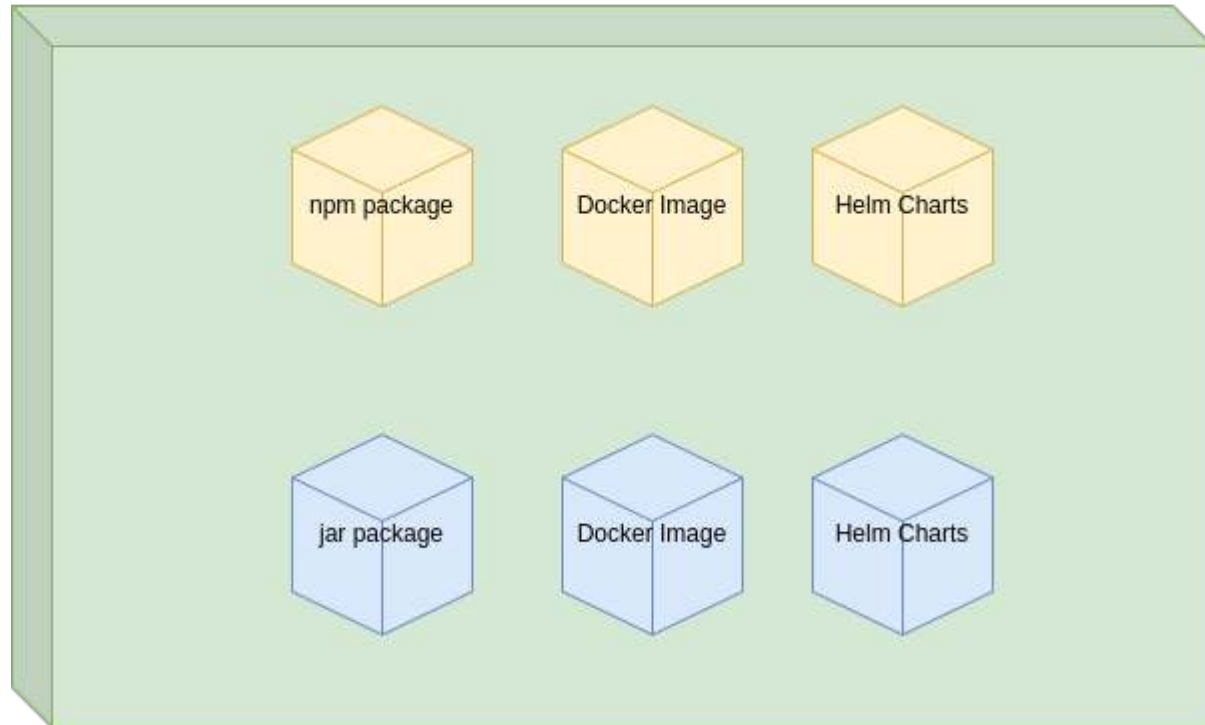 npm package
Docker Image
Helm Charts
jar package
Docker Image
Helm Charts